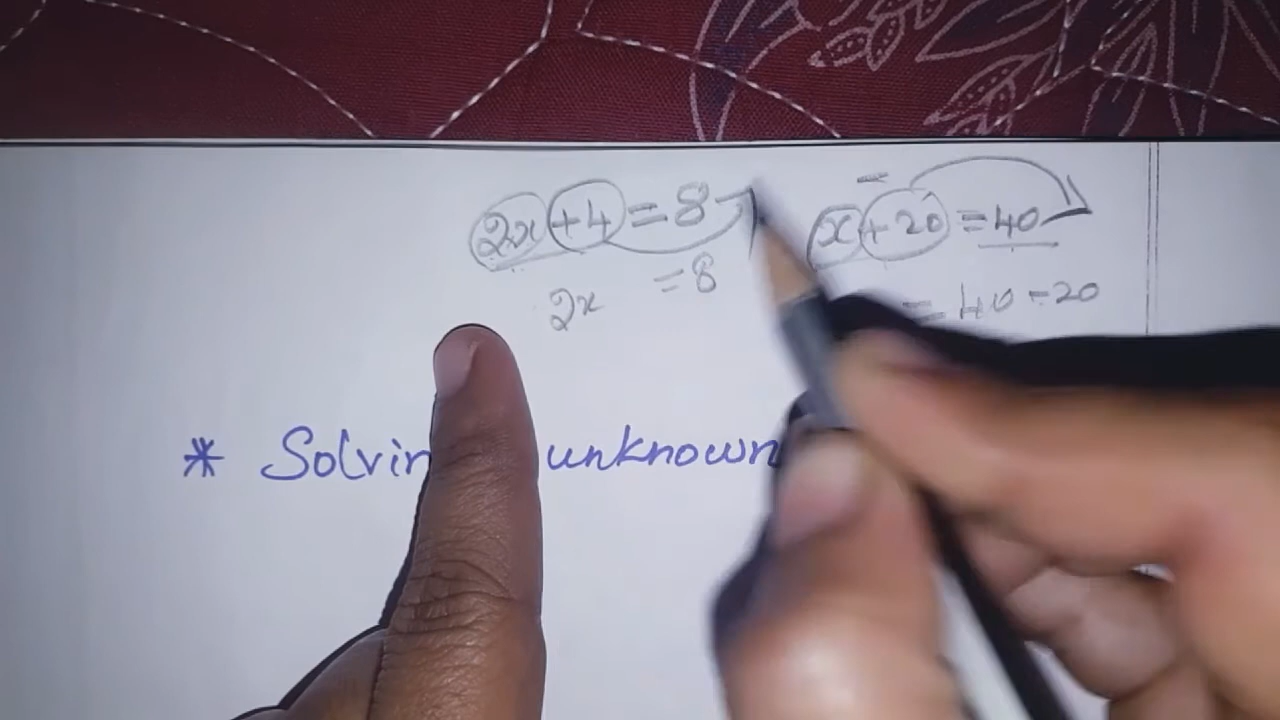 2x + 4 = 8
2x = 8
x + 20 = 40
= 40 - 20
* Solvin unknown